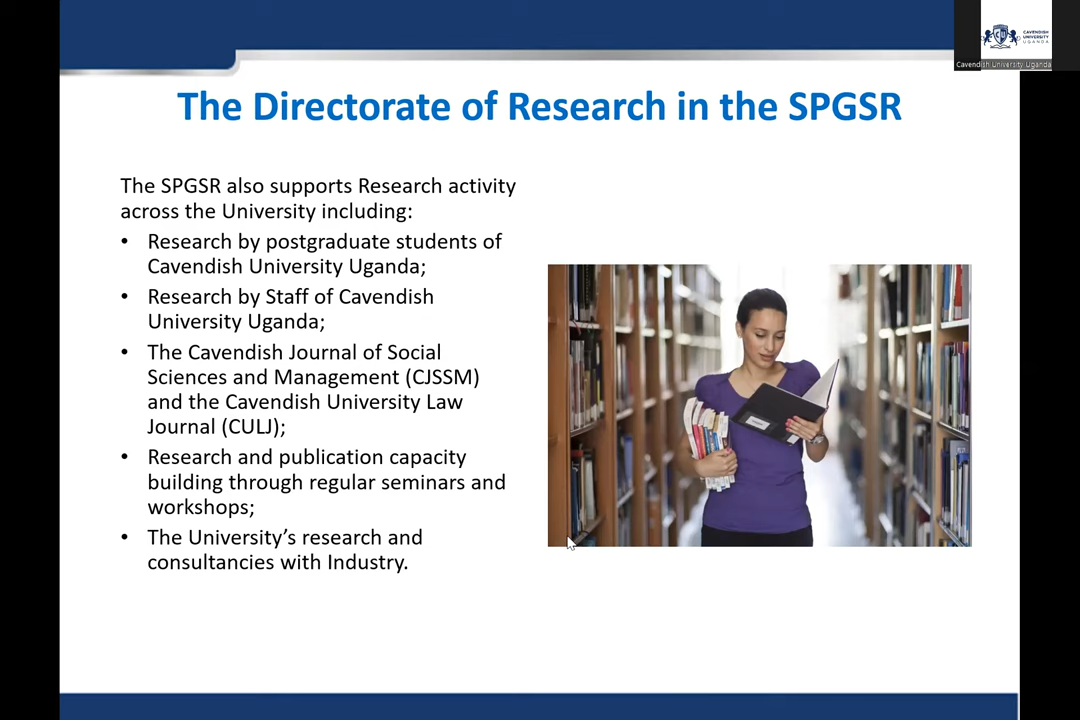 CAVENDISH
UNIVERSITY
UGANDA
Cavendish University Uganda
The Directorate of Research in the SPGSR
The SPGSR also supports Research activity
across the University including:
• Research by postgraduate students of
Cavendish University Uganda;
• Research by Staff of Cavendish
University Uganda;
• The Cavendish Journal of Social
Sciences and Management (CJSSM)
and the Cavendish University Law
Journal (CULJ);
• Research and publication capacity
building through regular seminars and
workshops;
• The University’s research and
consultancies with Industry.